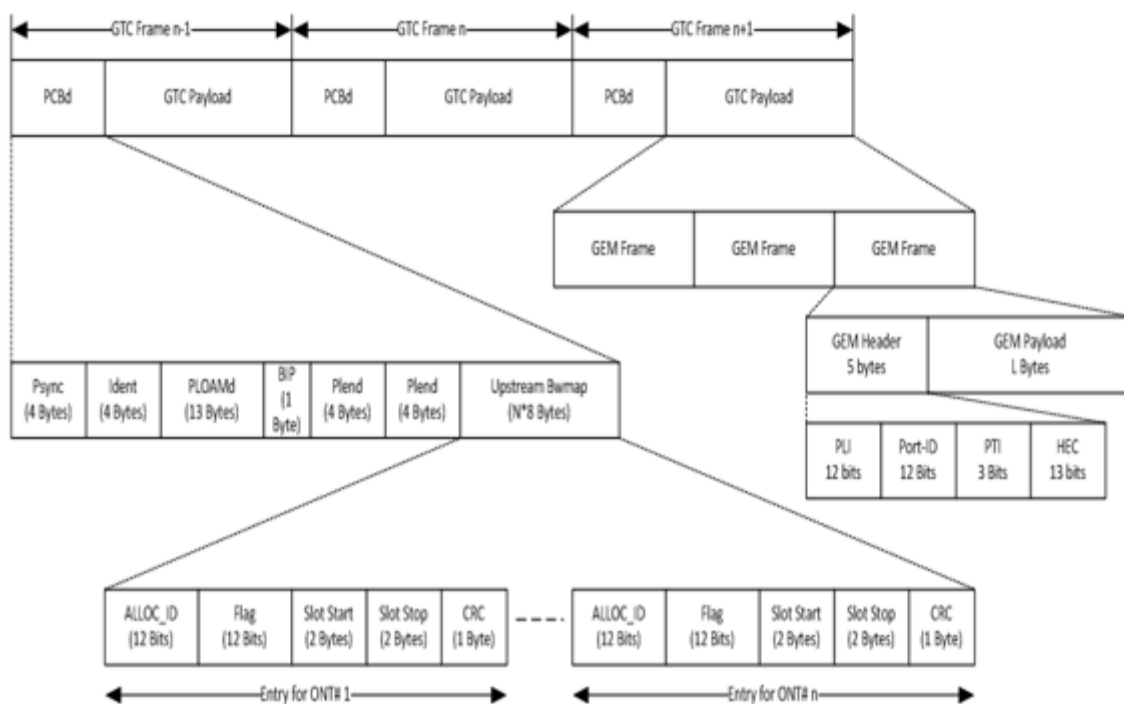 GTC Frame n-1 GTC Frame n GTC Frame n+1
PCBd GTC Payload PCBd GTC Payload PCBd GTC Payload
GEM Frame GEM Frame GEM Frame
GEM Header
5 bytes
GEM Payload
L Bytes
Psync
(4 Bytes)
Ident
(4 Bytes)
PLOAMd
(13 Bytes)
BIP
(1
Byte)
Plend
(4 Bytes)
Plend
(4 Bytes)
Upstream Bwmap
(N*8 Bytes)
PLI
12 bits
Port-ID
12 Bits
PTI
3 Bits
HEC
13 bits
ALLOC_ID
(12 Bits)
Flag
(12 Bits)
Slot Start
(2 Bytes)
Slot Stop
(2 Bytes)
CRC
(1 Byte)
ALLOC_ID
(12 Bits)
Flag
(12 Bits)
Slot Start
(2 Bytes)
Slot Stop
(2 Bytes)
CRC
(1 Byte)
Entry for ONT# 1
Entry for ONT# n